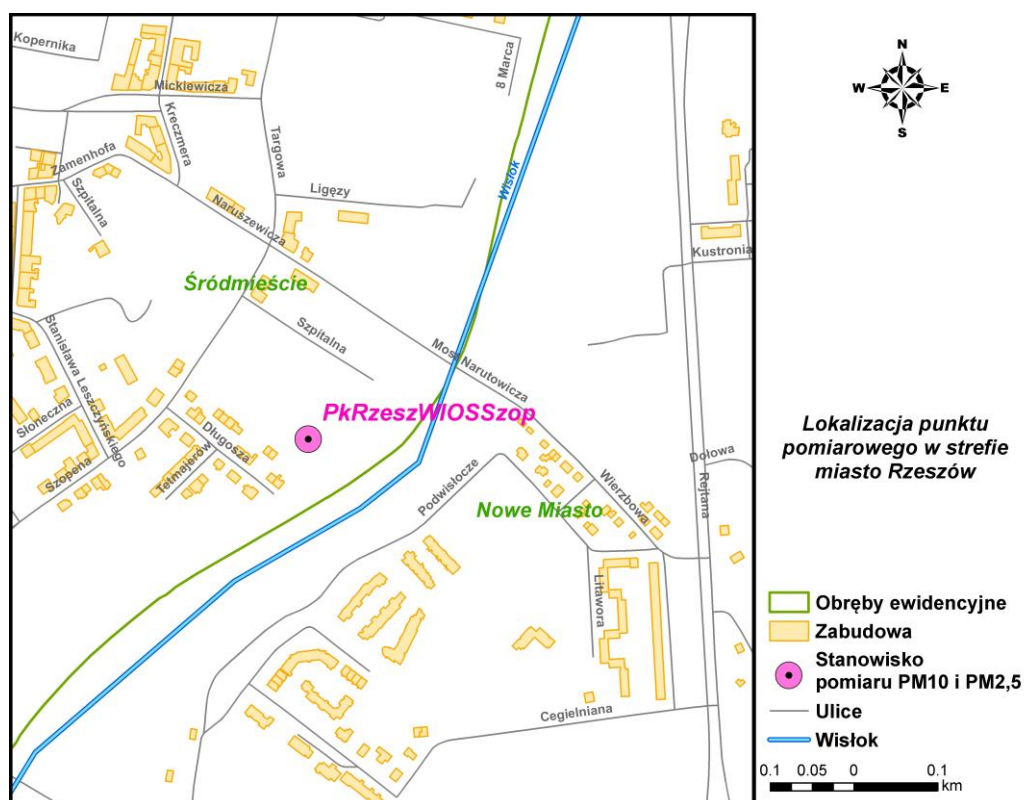 Kopernika
Mickiewicza
8 Marca
Kreczmera
Targowa
Zamenhofa
Szpitalna
Ligęzy
Wisłok
Naruszewicza
Kustronia
Śródmieście
Szpitalna
Stanisława Leszczyńskiego
Most Narutowicza
PkRzeszWIOSSzop
Słoneczna
Długosza
Szopena
Tetmajerów
Podwisłocze
Nowe Miasto
Wierzbowa
Dołowa
Rejtana
Litawora
Cegielniana
N
W
E
S
Lokalizacja punktu
pomiarowego w strefie
miasto Rzeszów
Obręby ewidencyjne
Zabudowa
Stanowisko
pomiaru PM10 i PM2,5
Ulice
Wisłok
0.1 0.05 0 0.1
km